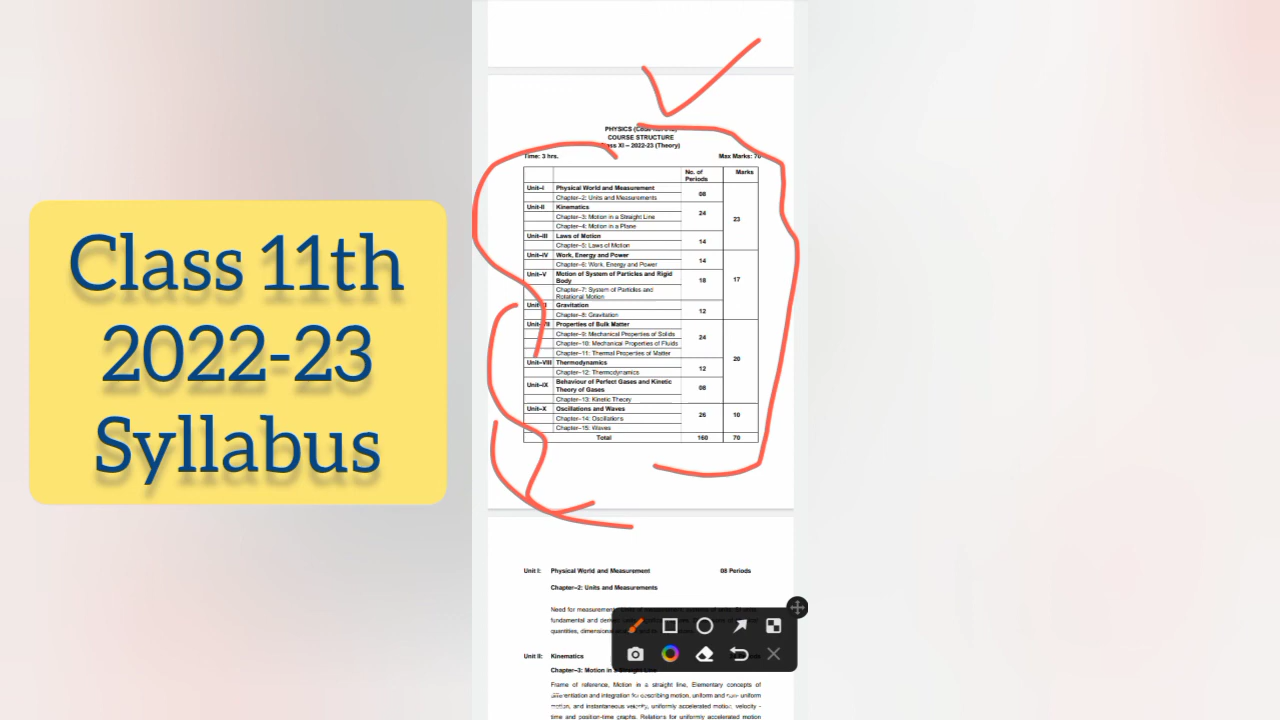 Class 11th
2022-23
Syllabus
PHYSICS
COURSE STRUCTURE
XI – 2022-23 (Theory)
Time: 3 hrs.
Max Marks: 70
No. of Periods
Marks
Unit–I Physical World and Measurement 08 23
Chapter–2: Units and Measurements
Unit-II Kinematics 24
Chapter–3: Motion in a Straight Line
Chapter–4: Motion in a Plane
Unit–III Laws of Motion 14
Chapter–5: Laws of Motion
Unit–IV Work, Energy and Power 14 17
Chapter–6: Work, Energy and Power
Unit–V Motion of System of Particles and Rigid 18
Body
Chapter–7: System of Particles and
Rotational Motion
Gravitation 12
Chapter–8: Gravitation
Properties of Bulk Matter 24 20
Chapter–9: Mechanical Properties of Solids
Chapter–10: Mechanical Properties of Fluids
Chapter–11: Thermal Properties of Matter
Unit–VIII Thermodynamics 12
Chapter–12: Thermodynamics
Unit–IX Behaviour of Perfect Gases and Kinetic 08
Theory of Gases
Chapter–13: Kinetic Theory
Unit–X Oscillations and Waves 26 10
Chapter–14: Oscillations
Chapter–15: Waves
Total 160 70
Unit I: Physical World and Measurement 08 Periods
Chapter–2: Units and Measurements
Need for measurement:
fundamental and
quantities, dimensional
Unit II: Kinematics
Chapter–3: Motion in a
Frame of reference, Motion in a straight line, Elementary concepts of
differentiation and integration for describing motion, uniform and non- uniform
motion, and instantaneous velocity, uniformly accelerated motion, velocity -
time and position-time graphs. Relations for uniformly accelerated motion